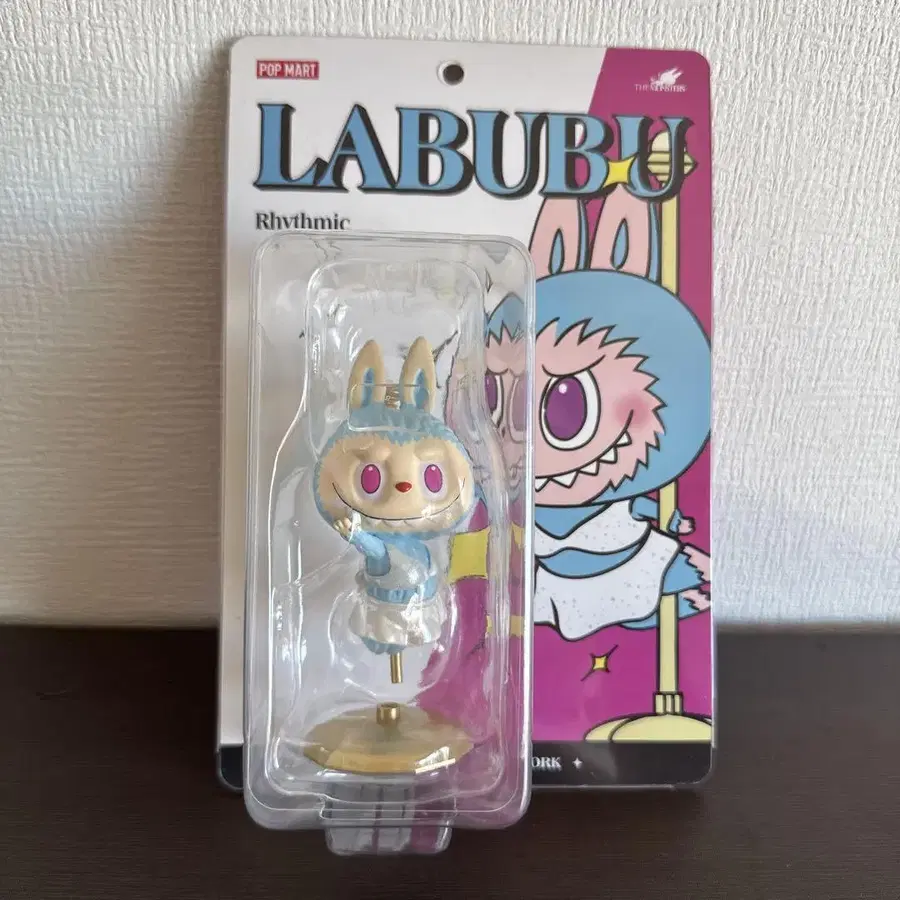 POP MART
THE MONSTERS
LABUBU
Rhythmic
ORK